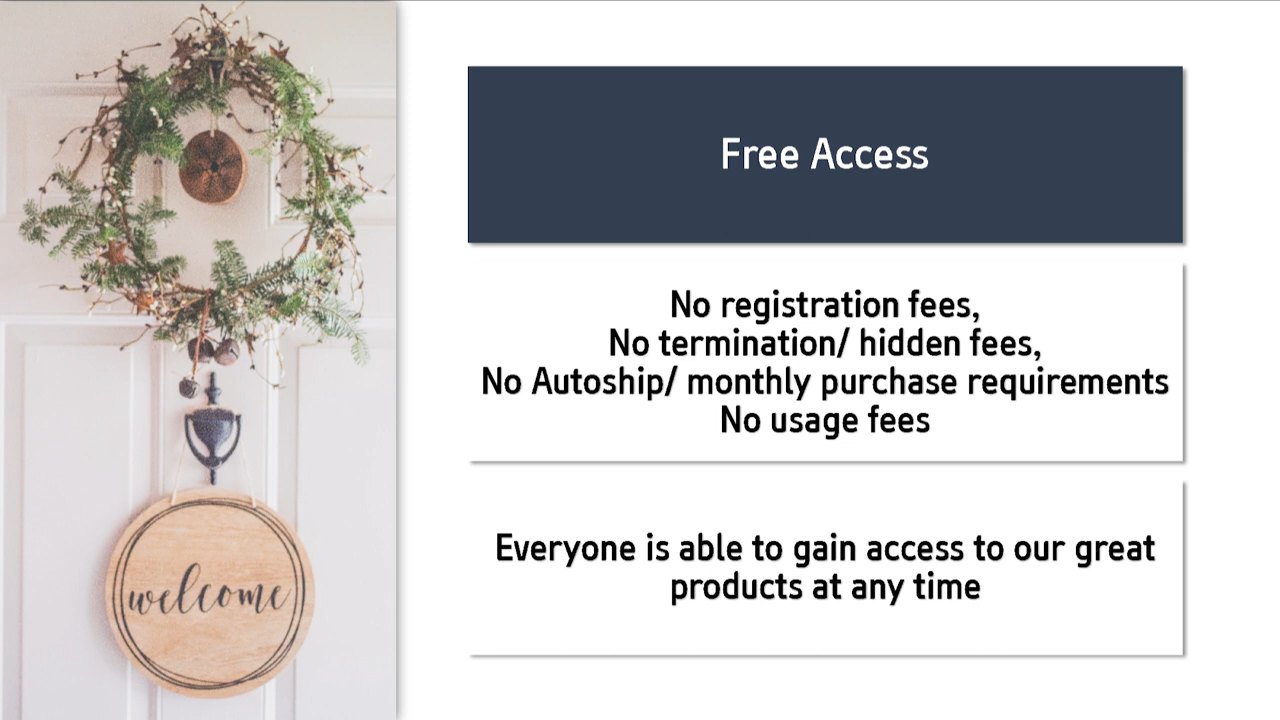 Free Access
No registration fees,
No termination/ hidden fees,
No Autoship/ monthly purchase requirements
No usage fees
Everyone is able to gain access to our great
products at any time
welcome